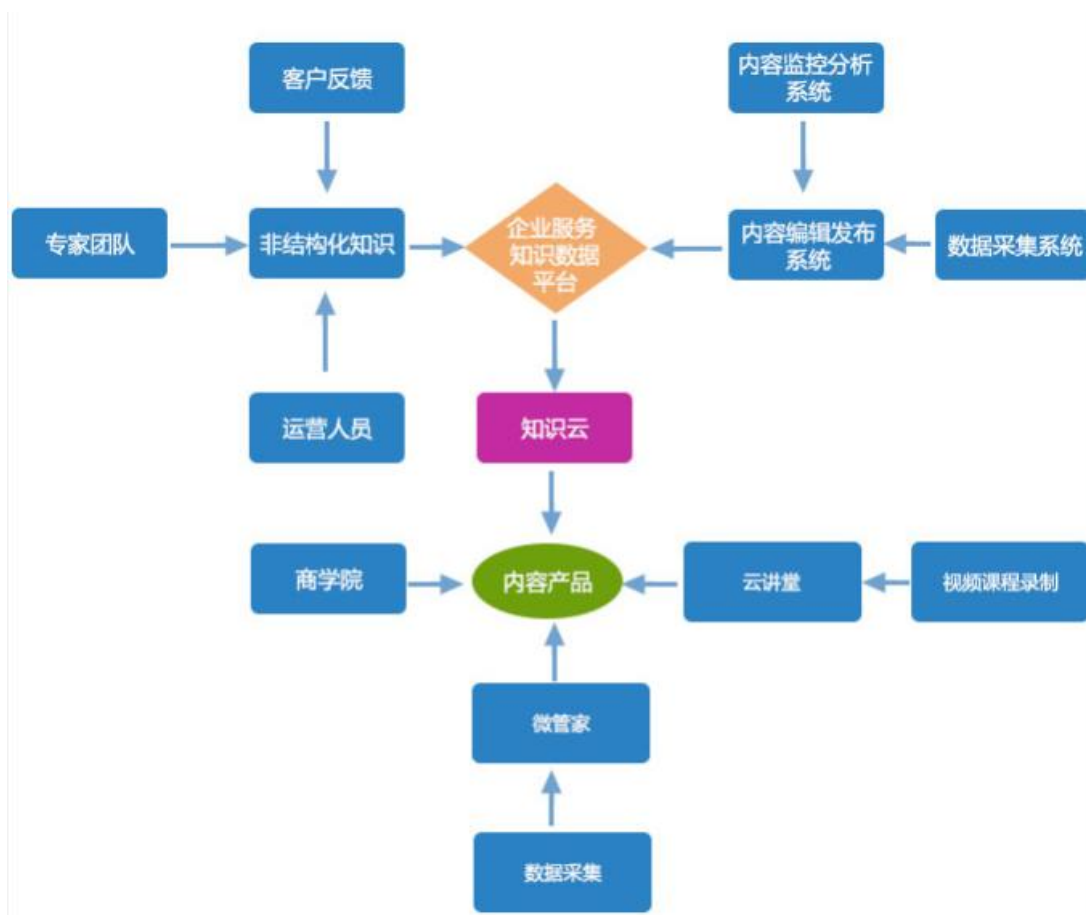 客户反馈
内容监控分析
系统
专家团队
非结构化知识
企业服务
知识数据
平台
内容编辑发布
系统
数据采集系统
运营人员
知识云
商学院
内容产品
云讲堂
视频课程录制
微管家
数据采集